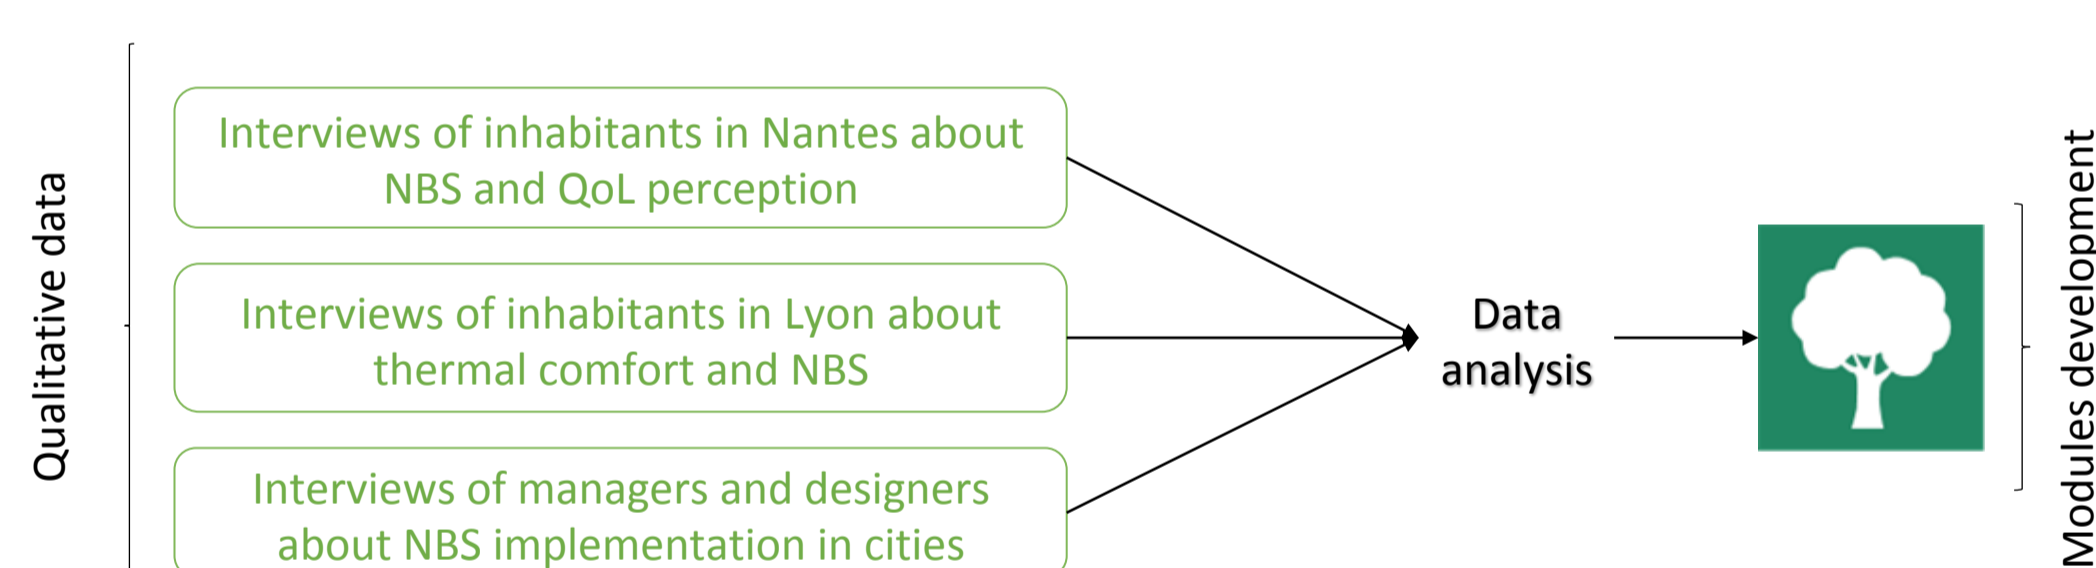 Qualitative data
Interviews of inhabitants in Nantes about
NBS and QoL perception
Interviews of inhabitants in Lyon about
thermal comfort and NBS
Interviews of managers and designers
about NBS implementation in cities
Data
analysis
Modules development